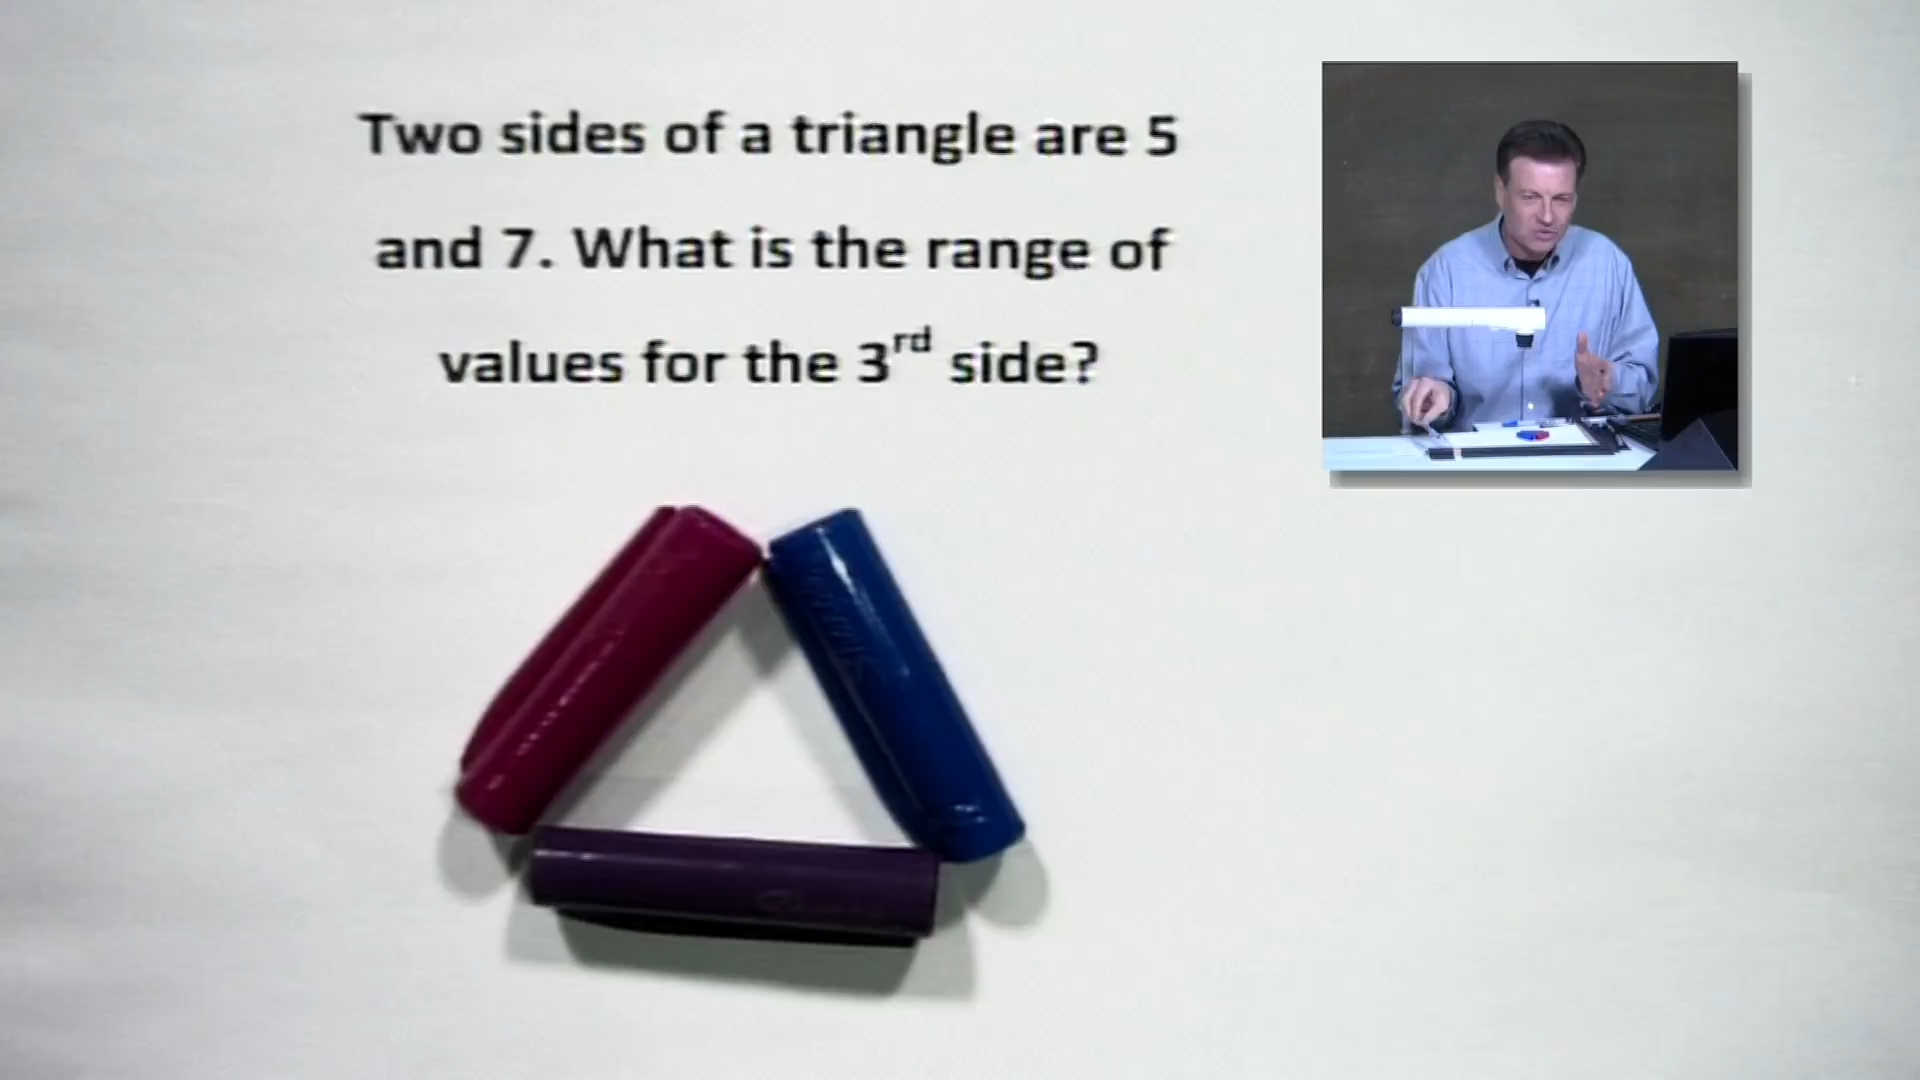 Two sides of a triangle are 5
and 7. What is the range of
values for the 3rd side?